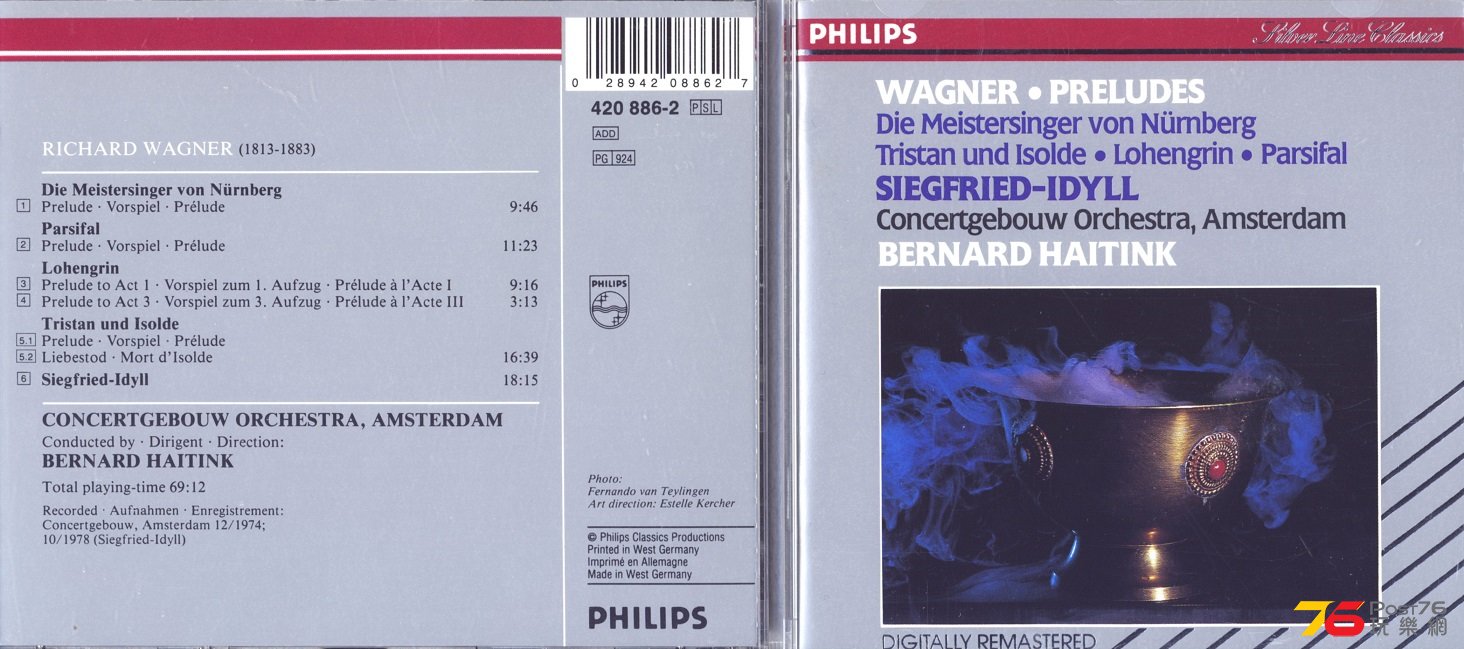 0 28942 08862 7
420 886-2 PSL
ADD
PG 924
RICHARD WAGNER (1813-1883)
Die Meistersinger von Nürnberg
1 Prelude · Vorspiel · Prélude 9:46
Parsifal
2 Prelude · Vorspiel · Prélude 11:23
Lohengrin
3 Prelude to Act 1 · Vorspiel zum 1. Aufzug · Prélude à l'Acte I 9:16
4 Prelude to Act 3 · Vorspiel zum 3. Aufzug · Prélude à l'Acte III 3:13
Tristan und Isolde
5.1 Prelude · Vorspiel · Prélude
5.2 Liebestod · Mort d'Isolde 16:39
6 Siegfried-Idyll 18:15
CONCERTGEBOUW ORCHESTRA, AMSTERDAM
Conducted by · Dirigent · Direction:
BERNARD HAITINK
Total playing-time 69:12
Recorded · Aufnahmen · Enregistrement:
Concertgebouw, Amsterdam 12/1974;
10/1978 (Siegfried-Idyll)
PHILIPS
Photo:
Fernando van Teylingen
Art direction: Estelle Kercher
© Philips Classics Productions
Printed in West Germany
Imprimé en Allemagne
Made in West Germany
PHILIPS
PHILIPS
Silver Line Classics
WAGNER • PRELUDES
Die Meistersinger von Nürnberg
Tristan und Isolde • Lohengrin • Parsifal
SIEGFRIED-IDYLL
Concertgebouw Orchestra, Amsterdam
BERNARD HAITINK
DIGITALLY REMASTERED
76 Post76
玩樂網